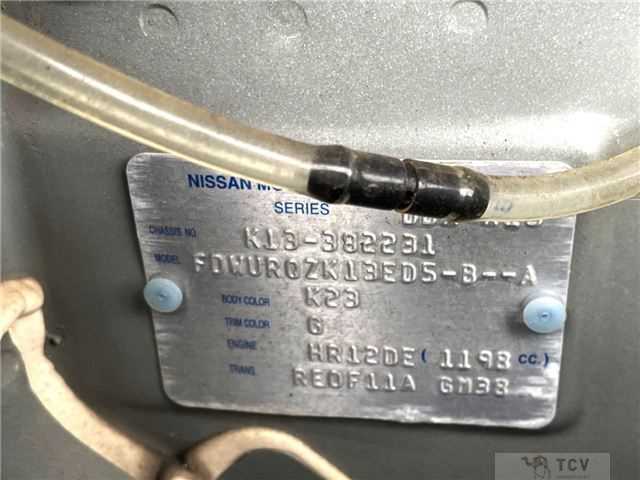 NISSAN
SERIES
CHASSIS NO K13-382231
MODEL FDWURQZK13ED5-B--A
BODY COLOR K23
TRIM COLOR G
ENGINE HR12DE ( 1198 CC.)
TRANS RE0F11A GM38
TCV